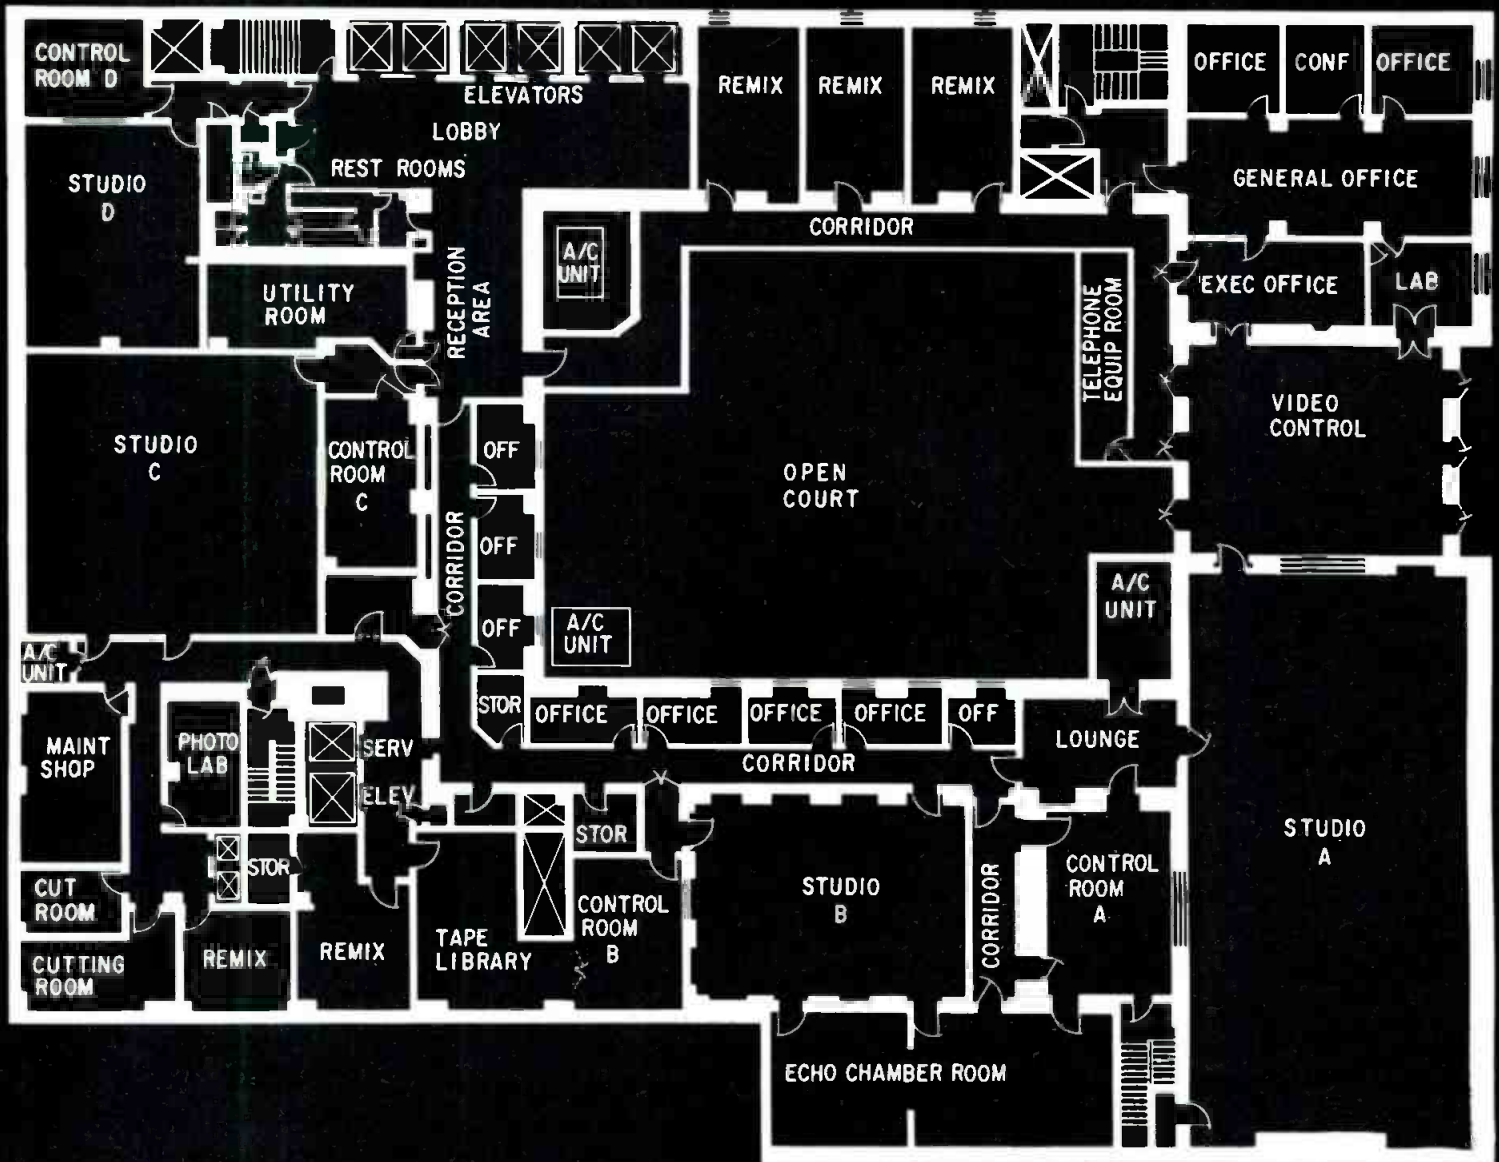 CONTROL
ROOM D
ELEVATORS
LOBBY
REST ROOMS
REMIX
REMIX
REMIX
OFFICE
CONF
OFFICE
STUDIO
D
GENERAL OFFICE
CORRIDOR
A/C
UNIT
UTILITY
ROOM
RECEPTION
AREA
TELEPHONE
EQUIP ROOM
EXEC OFFICE
LAB
STUDIO
C
CONTROL
ROOM
C
OFF
OPEN
COURT
VIDEO
CONTROL
OFF
CORRIDOR
OFF
A/C
UNIT
A/C
UNIT
A/C
UNIT
STOR
OFFICE
OFFICE
OFFICE
OFFICE
OFF
LOUNGE
MAINT
SHOP
PHOTO
LAB
SERV
ELEV
CORRIDOR
STOR
STOR
STUDIO
A
CUT
ROOM
CONTROL
ROOM
B
STUDIO
B
CORRIDOR
CONTROL
ROOM
A
CUTTING
ROOM
REMIX
REMIX
TAPE
LIBRARY
ECHO CHAMBER ROOM